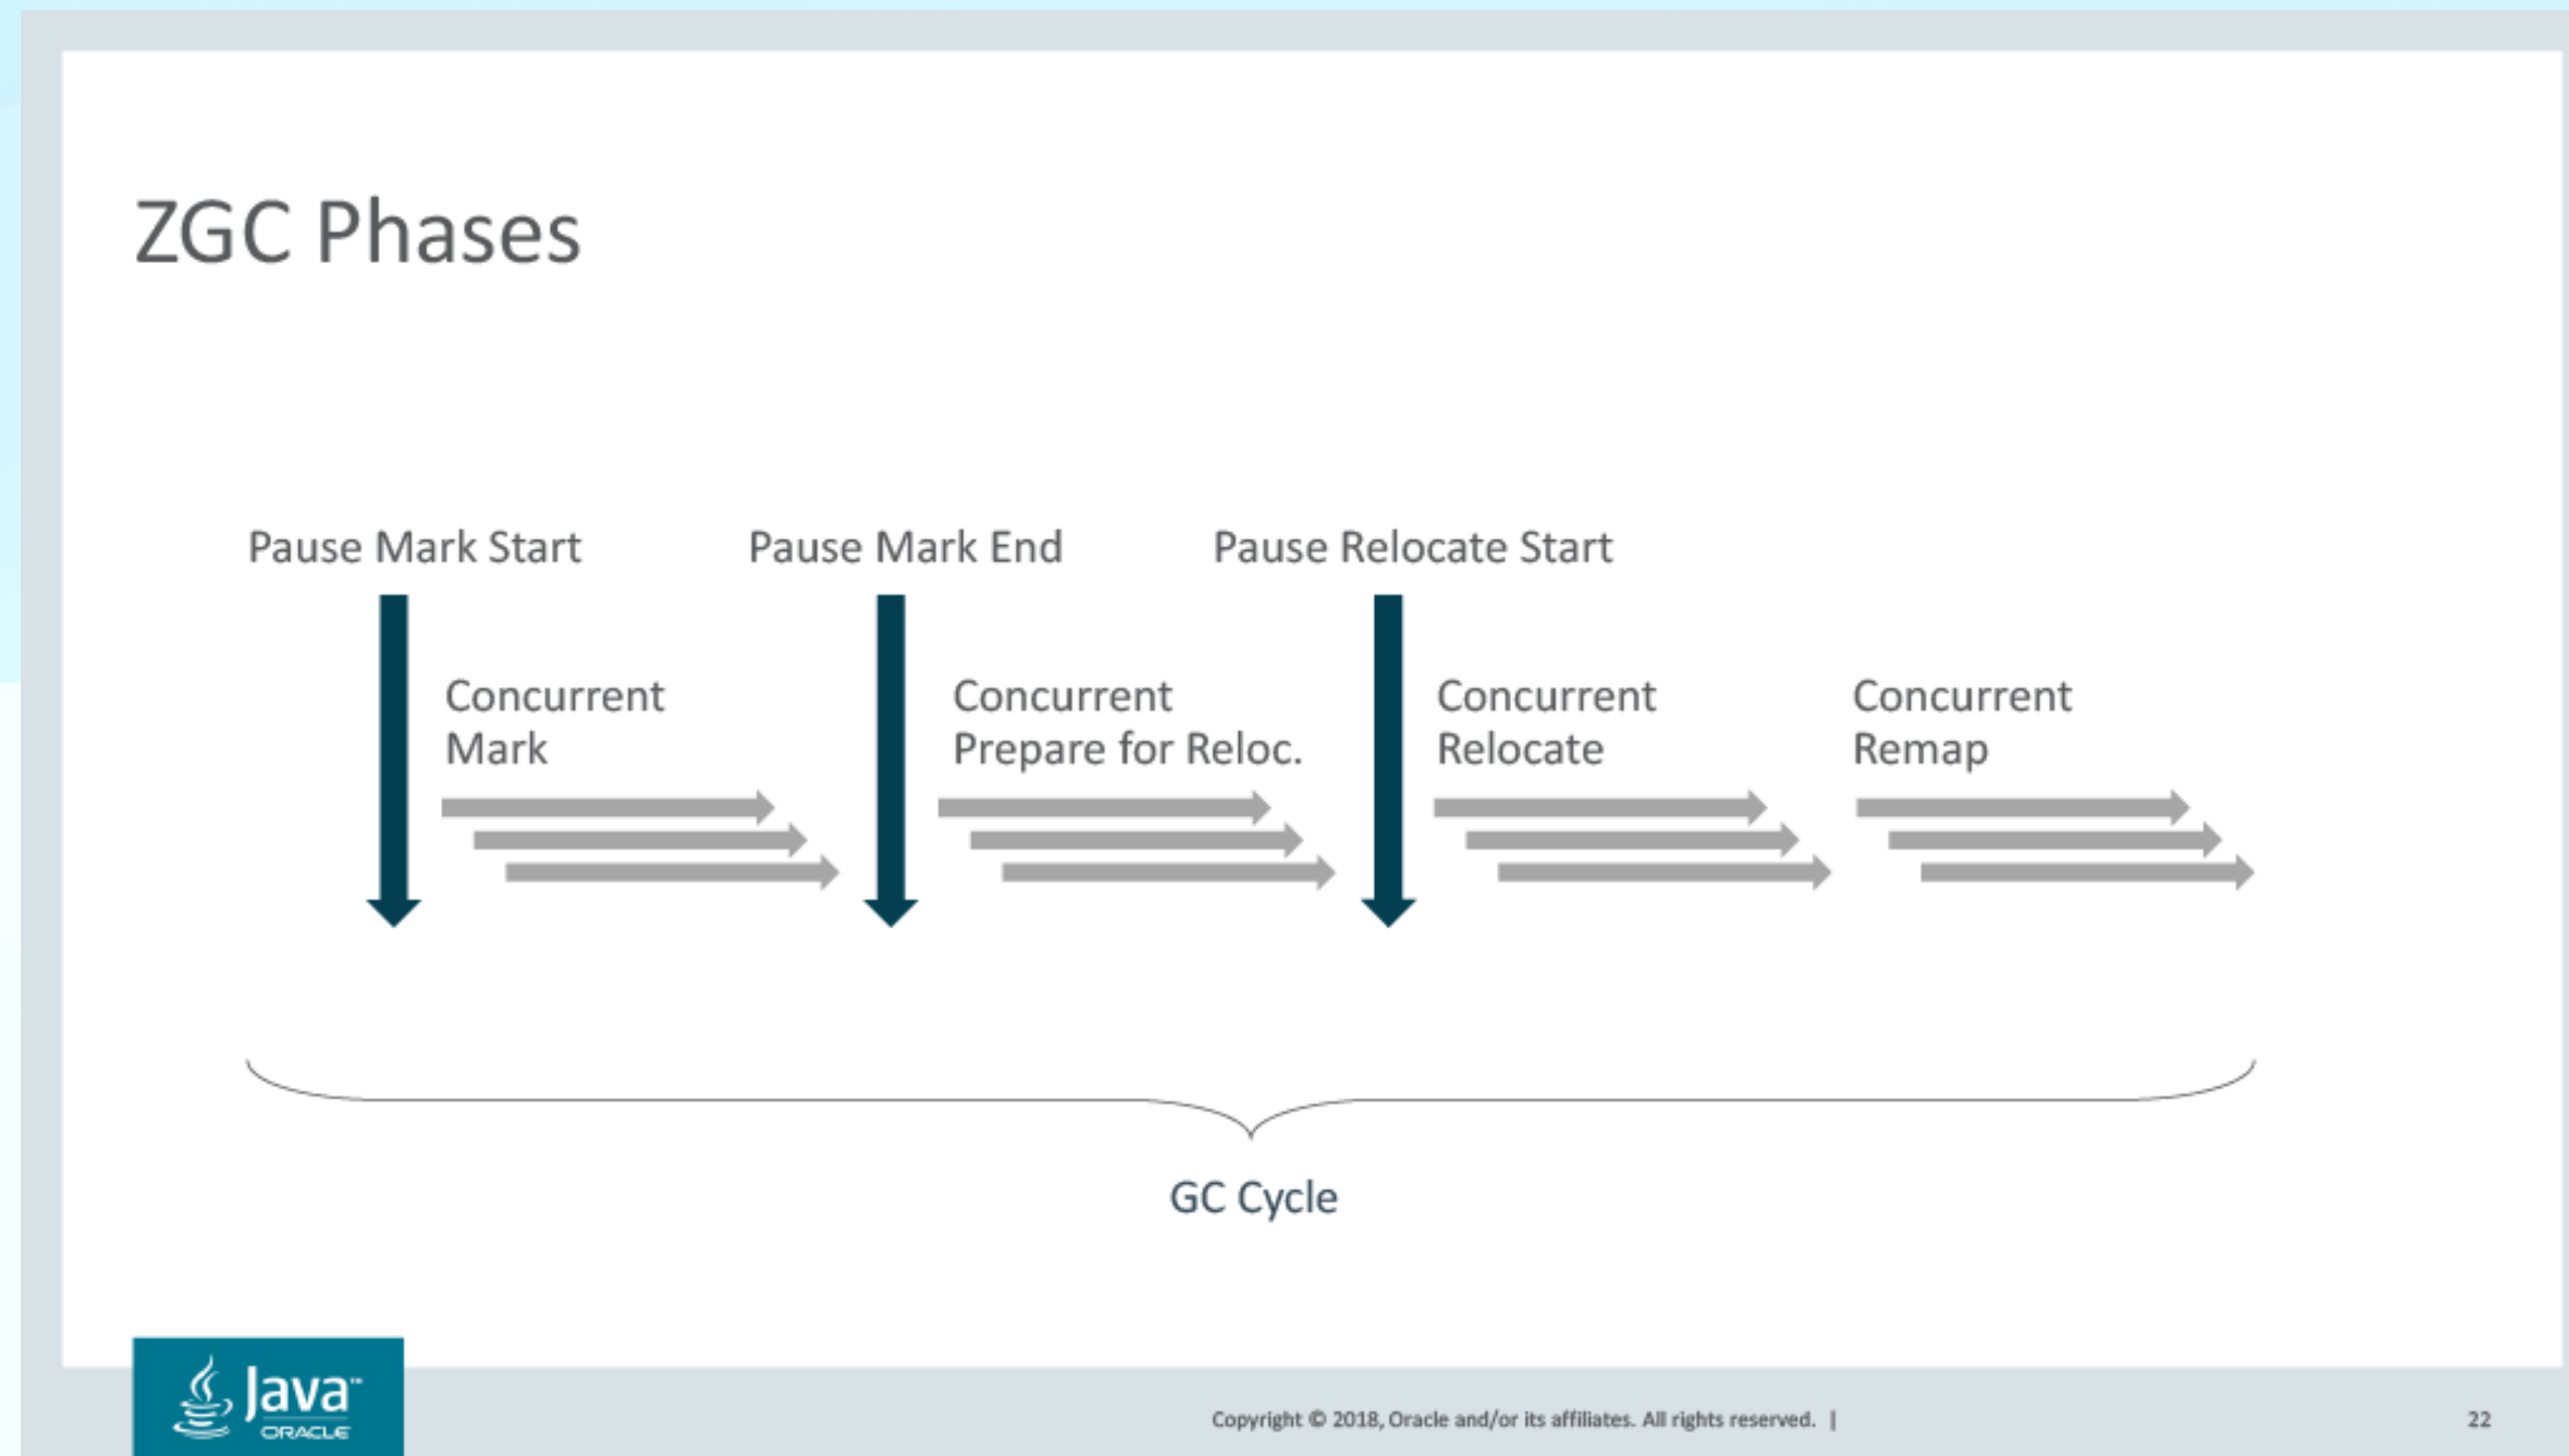 ZGC Phases
Pause Mark Start
Pause Mark End
Pause Relocate Start
Concurrent
Mark
Concurrent
Prepare for Reloc.
Concurrent
Relocate
Concurrent
Remap
GC Cycle
Java™
ORACLE
Copyright © 2018, Oracle and/or its affiliates. All rights reserved. |
22